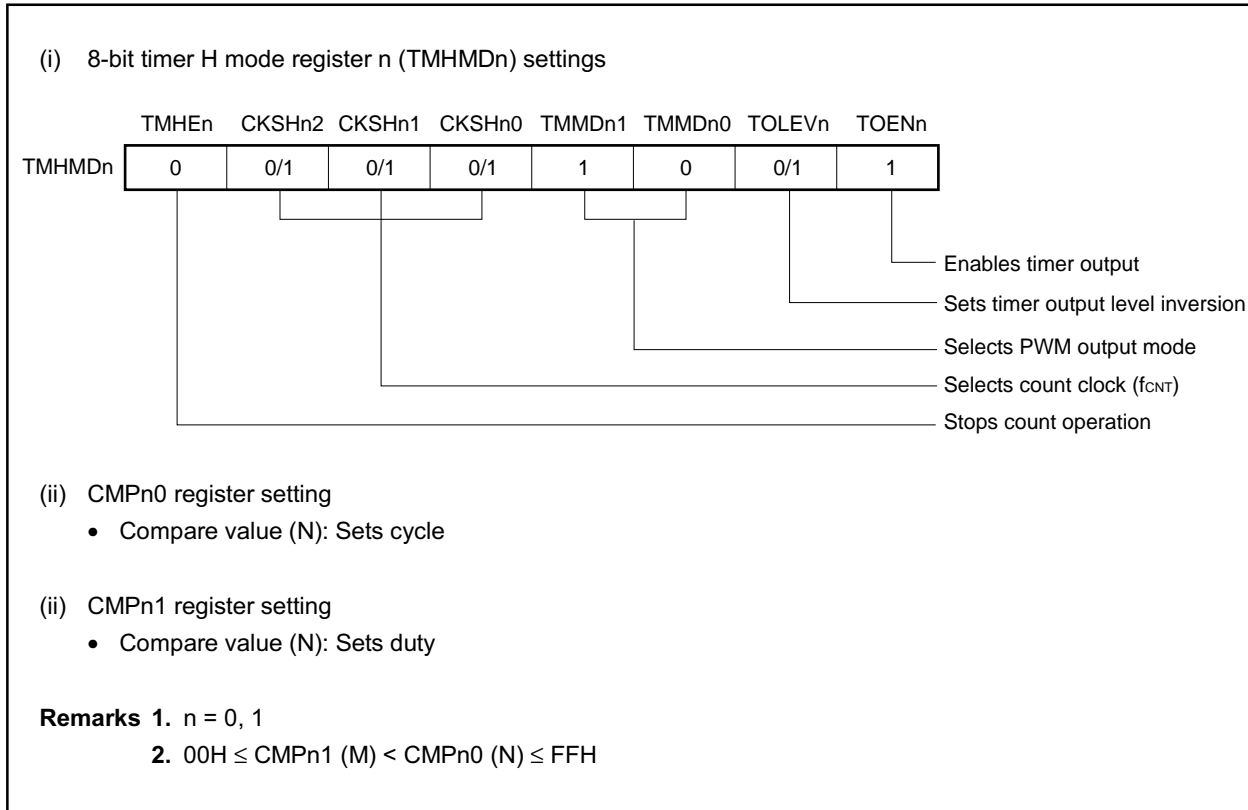 (i) 8-bit timer H mode register n (TMHMDn) settings
TMHEn CKSHn2 CKSHn1 CKSHn0 TMMDn1 TMMDn0 TOLEVn TOENn
TMHMDn 0 0/1 0/1 0/1 1 0 0/1 1
Enables timer output
Sets timer output level inversion
Selects PWM output mode
Selects count clock (fCNT)
Stops count operation
(ii) CMPn0 register setting
• Compare value (N): Sets cycle
(ii) CMPn1 register setting
• Compare value (N): Sets duty
Remarks 1. n = 0, 1
2. 00H ≤ CMPn1 (M) < CMPn0 (N) ≤ FFH